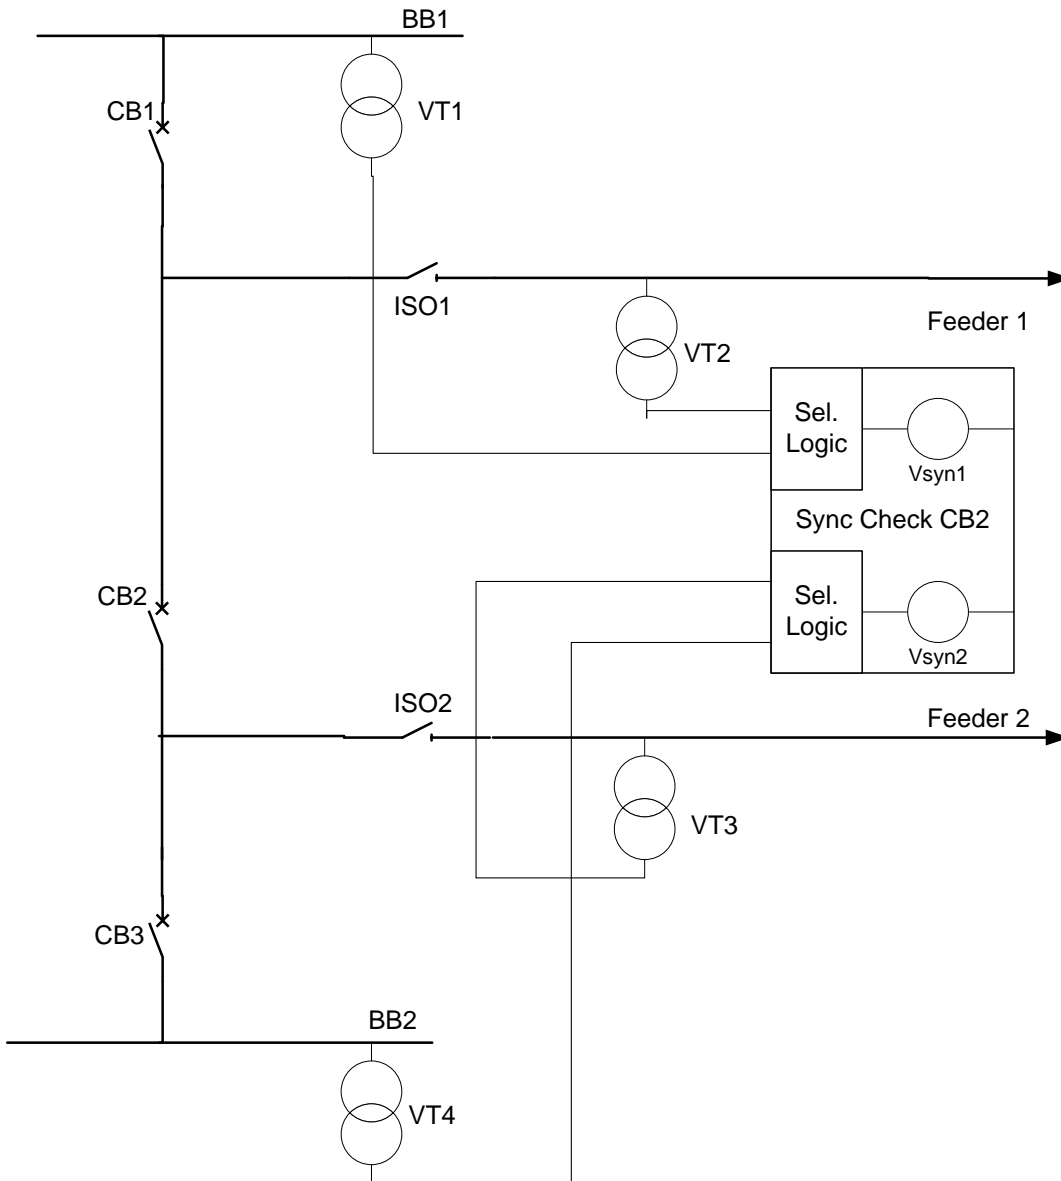 BB1
CB1
VT1
ISO1
Feeder 1
VT2
Sel.
Logic
Vsyn1
Sync Check CB2
CB2
Sel.
Logic
Vsyn2
ISO2
Feeder 2
VT3
CB3
BB2
VT4